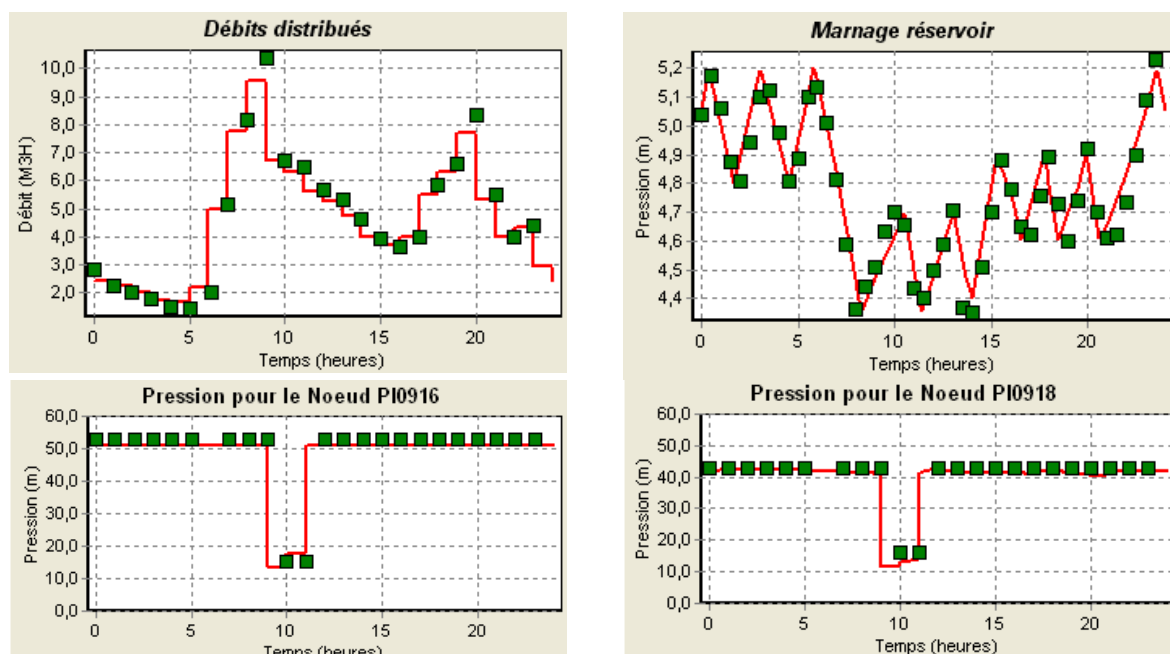 Débits distribués
10,0
9,0
8,0
7,0
6,0
5,0
4,0
3,0
2,0
Débit (M3H)
0 5 10 15 20
Temps (heures)
Marnage réservoir
5,2
5,1
5,0
4,9
4,8
4,7
4,6
4,5
4,4
Pression (m)
0 5 10 15 20
Temps (heures)
Pression pour le Noeud PI0916
60,0
50,0
40,0
30,0
20,0
10,0
0,0
Pression (m)
0 5 10 15 20
Temps (heures)
Pression pour le Noeud PI0918
60,0
50,0
40,0
30,0
20,0
10,0
0,0
Pression (m)
0 5 10 15 20
Temps (heures)